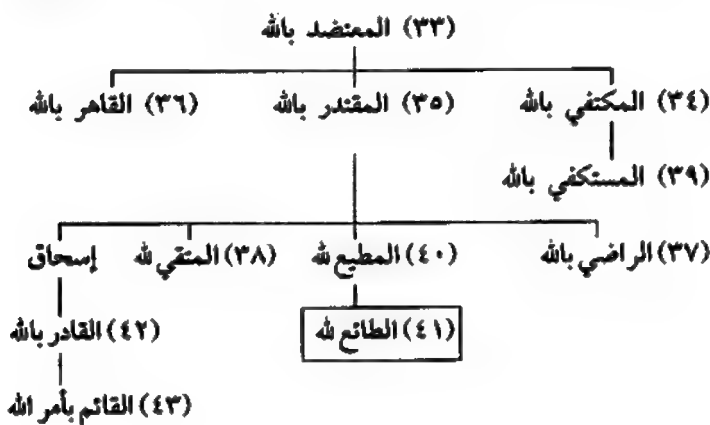 (٣٣) المعتضد بالله
(٣٤) المكتفي بالله (٣٥) المقتدر بالله (٣٦) القاهر بالله
(٣٩) المستكفي بالله
(٣٧) الراضي بالله (٤٠) المطيع لله (٣٨) المتقي لله إسحاق
(٤١) الطائع لله (٤٢) القادر بالله
(٤٣) القائم بأمر الله